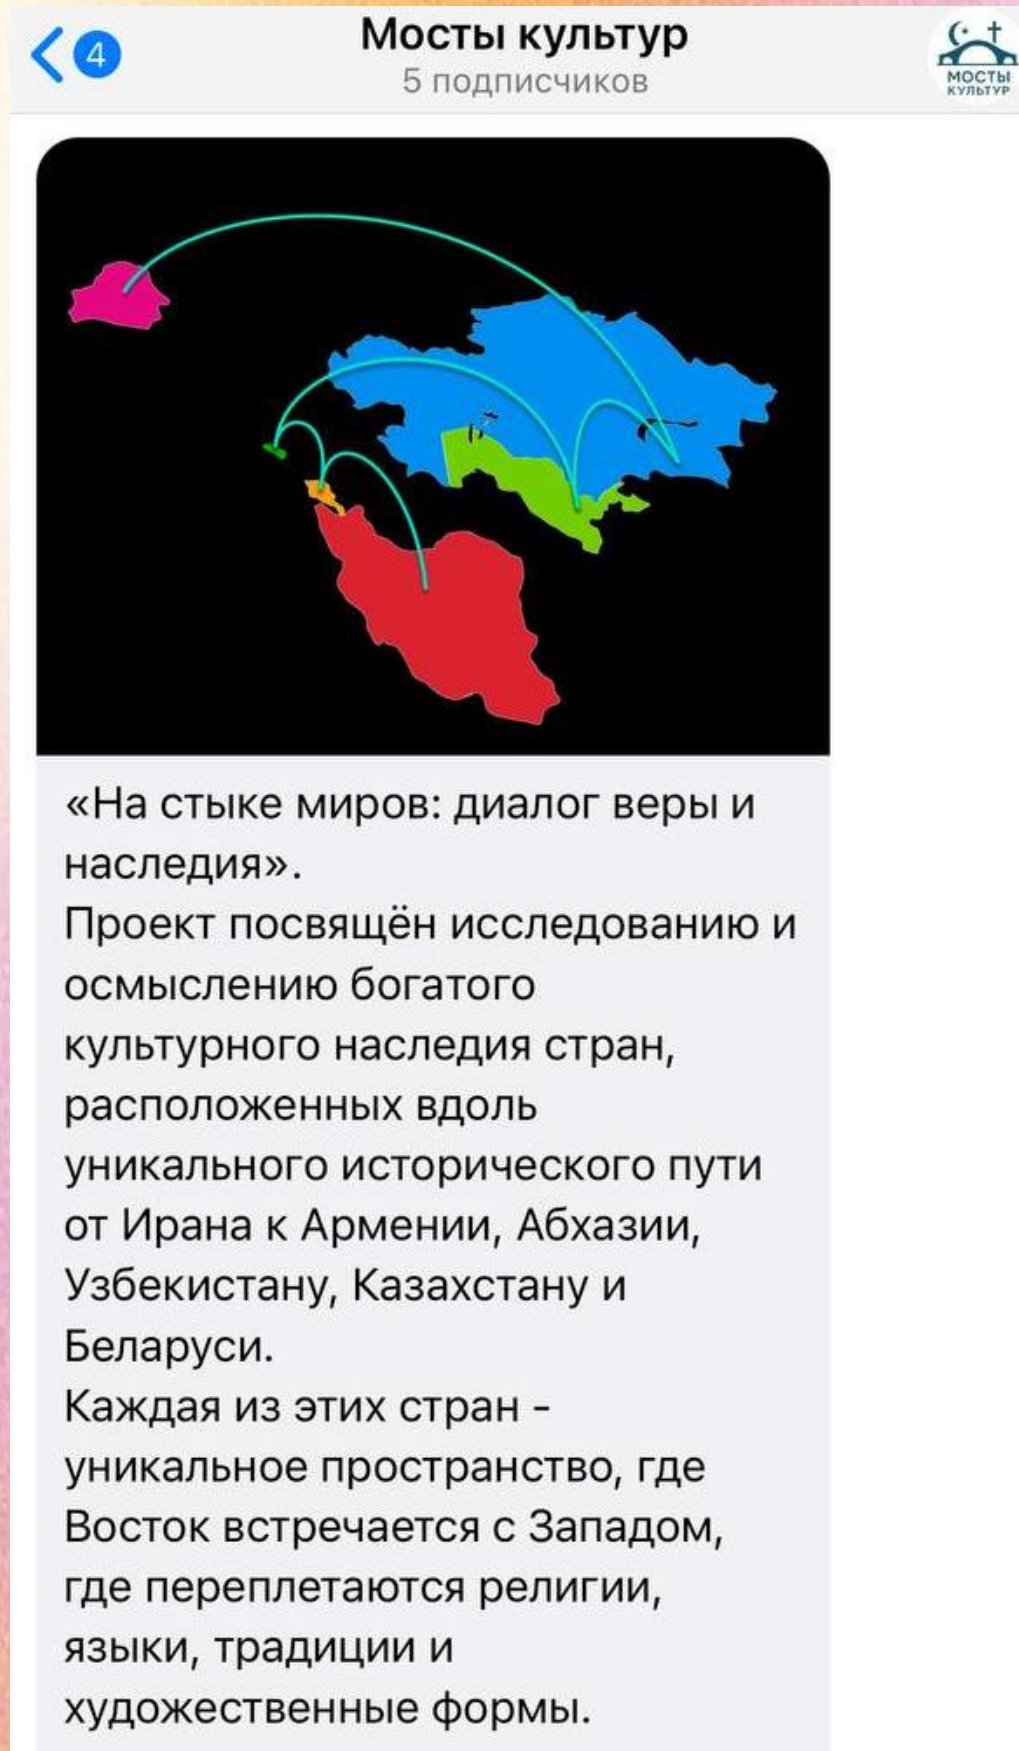 4
Мосты культур
5 подписчиков
МОСТЫ
КУЛЬТУР
«На стыке миров: диалог веры и
наследия».
Проект посвящён исследованию и
осмыслению богатого
культурного наследия стран,
расположенных вдоль
уникального исторического пути
от Ирана к Армении, Абхазии,
Узбекистану, Казахстану и
Беларуси.
Каждая из этих стран -
уникальное пространство, где
Восток встречается с Западом,
где переплетаются религии,
языки, традиции и
художественные формы.